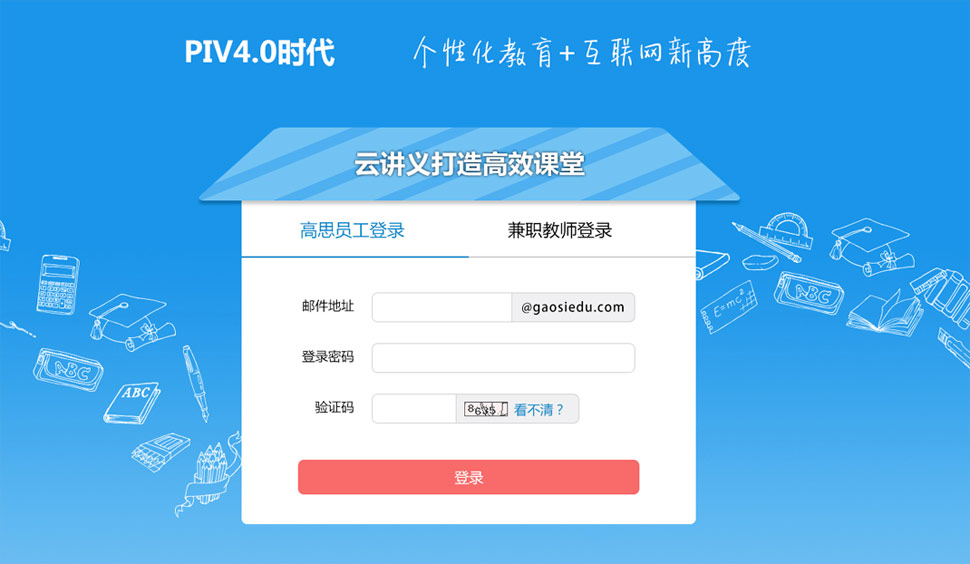 PIV4.0时代
个性化教育+互联网新高度
云讲义打造高效课堂
高思员工登录 兼职教师登录
邮件地址 @gaosiedu.com
登录密码
验证码 8635 看不清？
登录
ABC
ABC
E=mc²
ABC